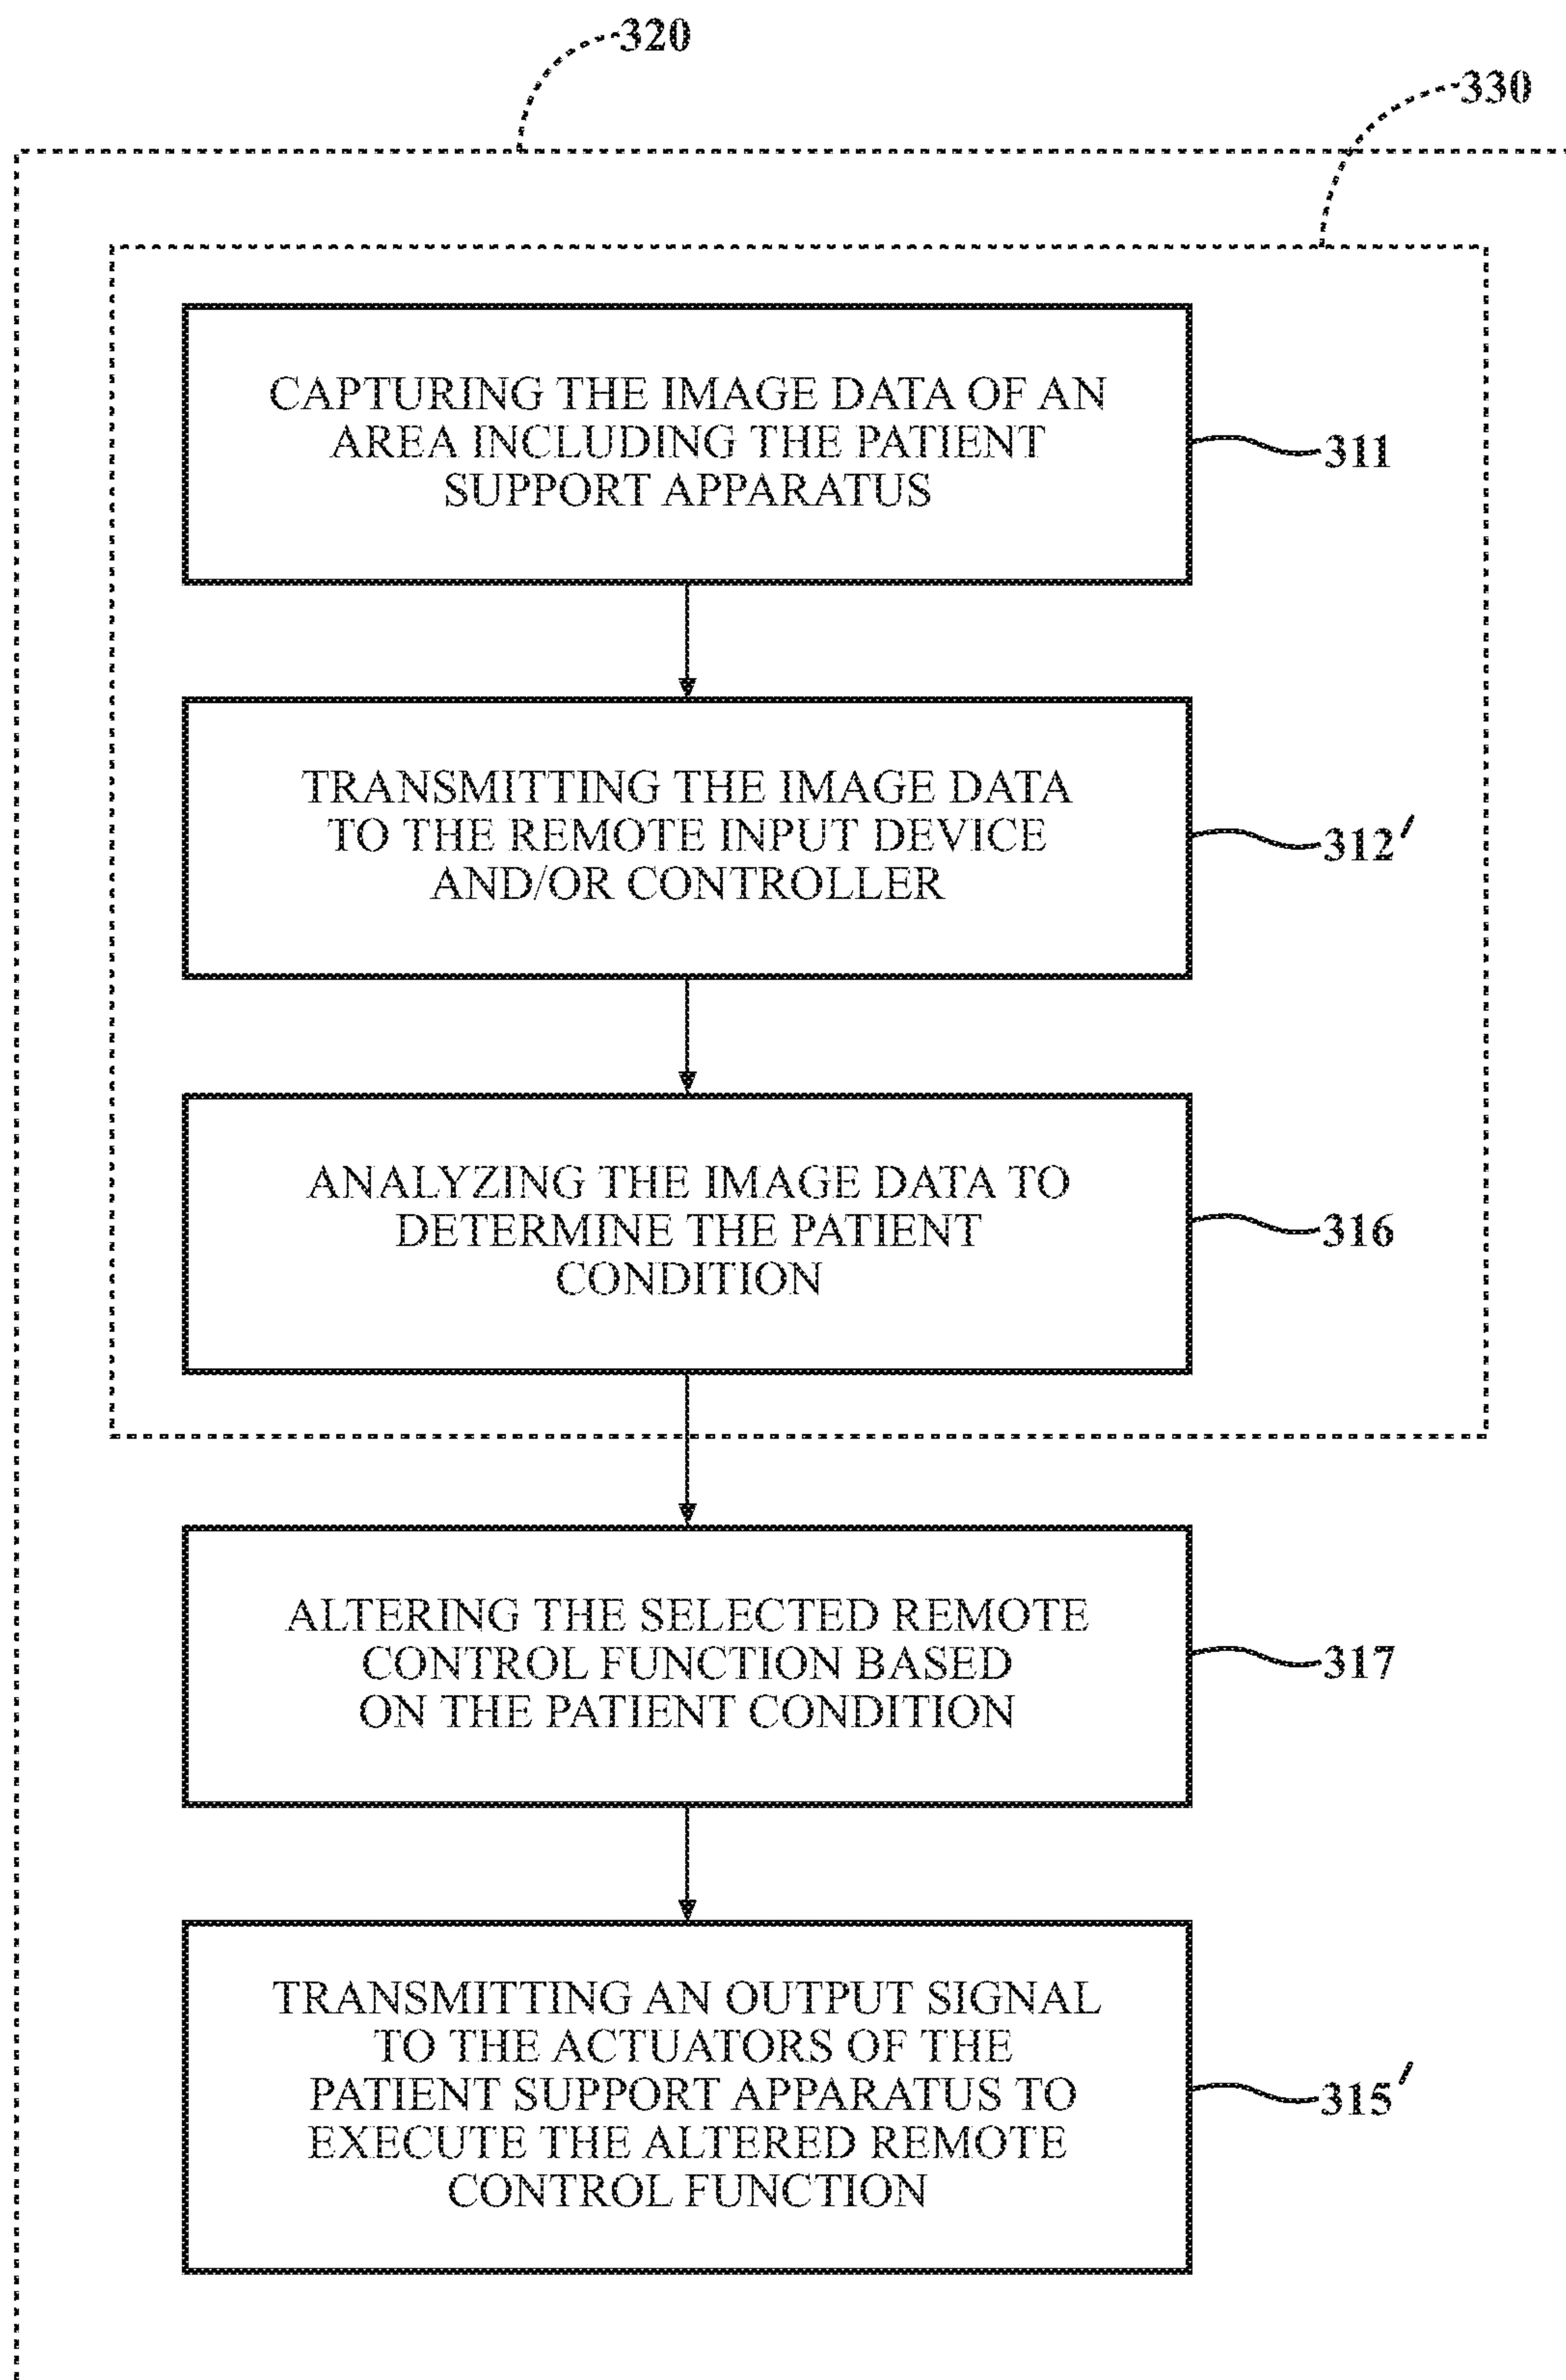 320
330
CAPTURING THE IMAGE DATA OF AN
AREA INCLUDING THE PATIENT
SUPPORT APPARATUS
311
TRANSMITTING THE IMAGE DATA
TO THE REMOTE INPUT DEVICE
AND/OR CONTROLLER
312'
ANALYZING THE IMAGE DATA TO
DETERMINE THE PATIENT
CONDITION
316
ALTERING THE SELECTED REMOTE
CONTROL FUNCTION BASED
ON THE PATIENT CONDITION
317
TRANSMITTING AN OUTPUT SIGNAL
TO THE ACTUATORS OF THE
PATIENT SUPPORT APPARATUS TO
EXECUTE THE ALTERED REMOTE
CONTROL FUNCTION
315'